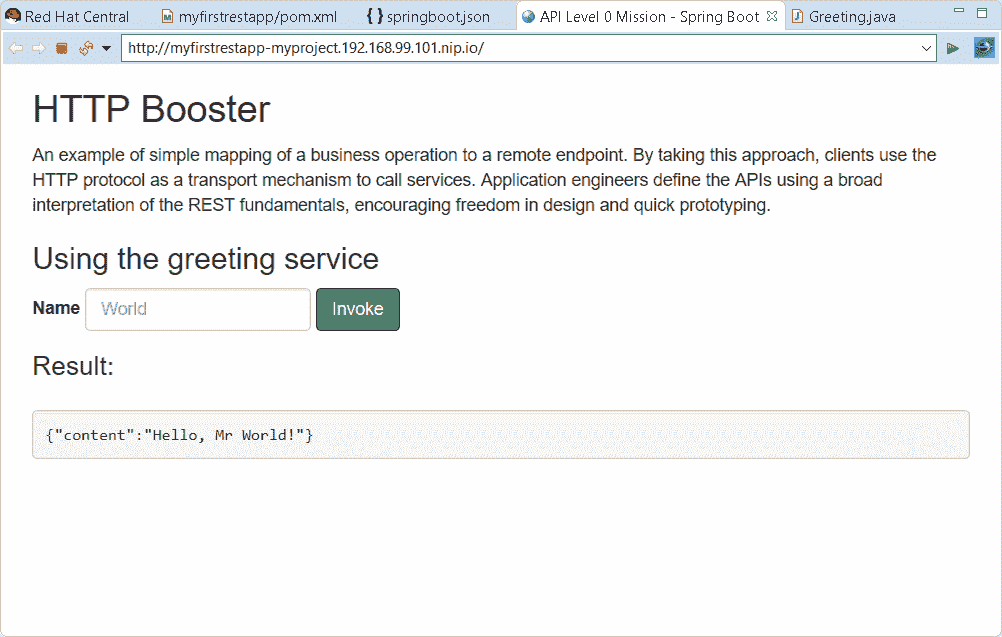 Red Hat Central myfirstrestapp/pom.xml {} springboot.json API Level 0 Mission - Spring Boot Greeting.java
http://myfirstrestapp-myproject.192.168.99.101.nip.io/
HTTP Booster
An example of simple mapping of a business operation to a remote endpoint. By taking this approach, clients use the
HTTP protocol as a transport mechanism to call services. Application engineers define the APIs using a broad
interpretation of the REST fundamentals, encouraging freedom in design and quick prototyping.
Using the greeting service
Name World Invoke
Result:
{"content":"Hello, Mr World!"}